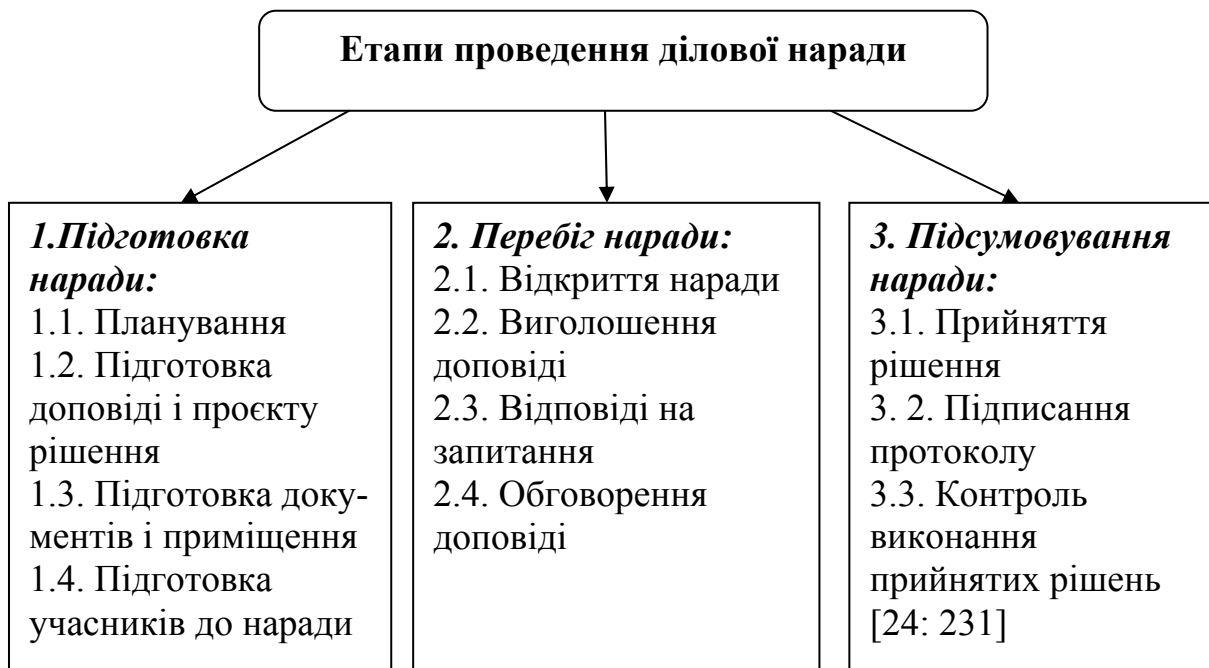 Етапи проведення ділової наради
1.Підготовка
наради:
1.1. Планування
1.2. Підготовка
доповіді і проєкту
рішення
1.3. Підготовка доку-
ментів і приміщення
1.4. Підготовка
учасників до наради
2. Перебіг наради:
2.1. Відкриття наради
2.2. Виголошення
доповіді
2.3. Відповіді на
запитання
2.4. Обговорення
доповіді
3. Підсумовування
наради:
3.1. Прийняття
рішення
3. 2. Підписання
протоколу
3.3. Контроль
виконання
прийнятих рішень
[24: 231]